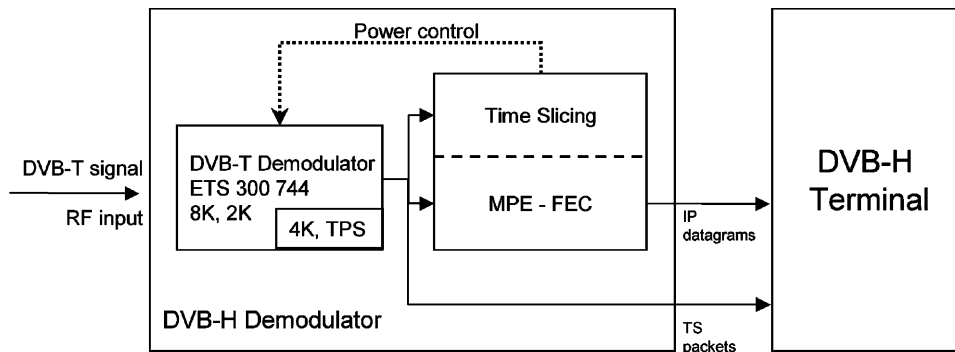 Power control
Time Slicing
DVB-T Demodulator
ETS 300 744
8K, 2K
4K, TPS
MPE - FEC
DVB-T signal
RF input
DVB-H
Terminal
IP
datagrams
DVB-H Demodulator
TS
packets